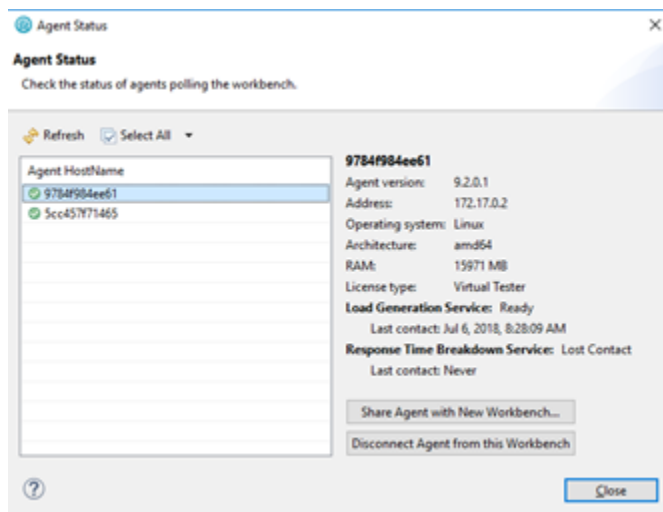 Agent Status
Agent Status
Check the status of agents polling the workbench.
Refresh Select All
Agent HostName
9784f984ee61
5cc457f71465
9784f984ee61
Agent version: 9.2.0.1
Address: 172.17.0.2
Operating system: Linux
Architecture: amd64
RAM: 15971 MB
License type: Virtual Tester
Load Generation Service: Ready
Last contact: Jul 6, 2018, 8:28:09 AM
Response Time Breakdown Service: Lost Contact
Last contact: Never
Share Agent with New Workbench...
Disconnect Agent from this Workbench
Close